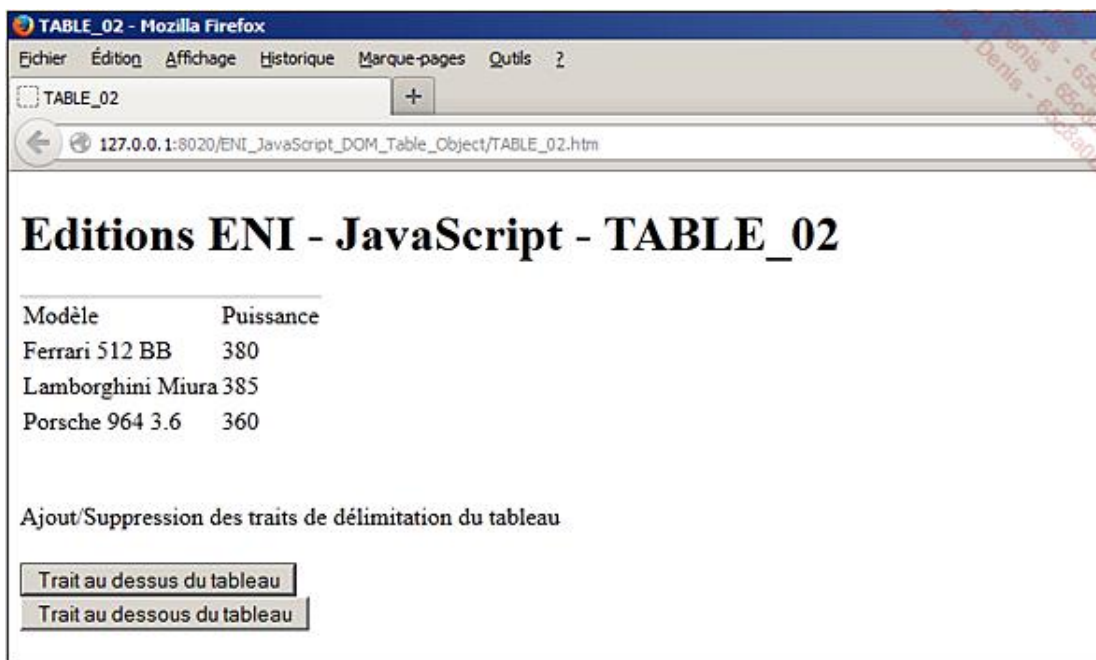 TABLE_02 - Mozilla Firefox
Fichier Édition Affichage Historique Marque-pages Outils ?
TABLE_02 +
127.0.0.1:8020/ENI_JavaScript_DOM_Table_Object/TABLE_02.htm
Editions ENI - JavaScript - TABLE_02
Modèle Puissance
Ferrari 512 BB 380
Lamborghini Miura 385
Porsche 964 3.6 360
Ajout/Suppression des traits de délimitation du tableau
Trait au dessus du tableau
Trait au dessous du tableau